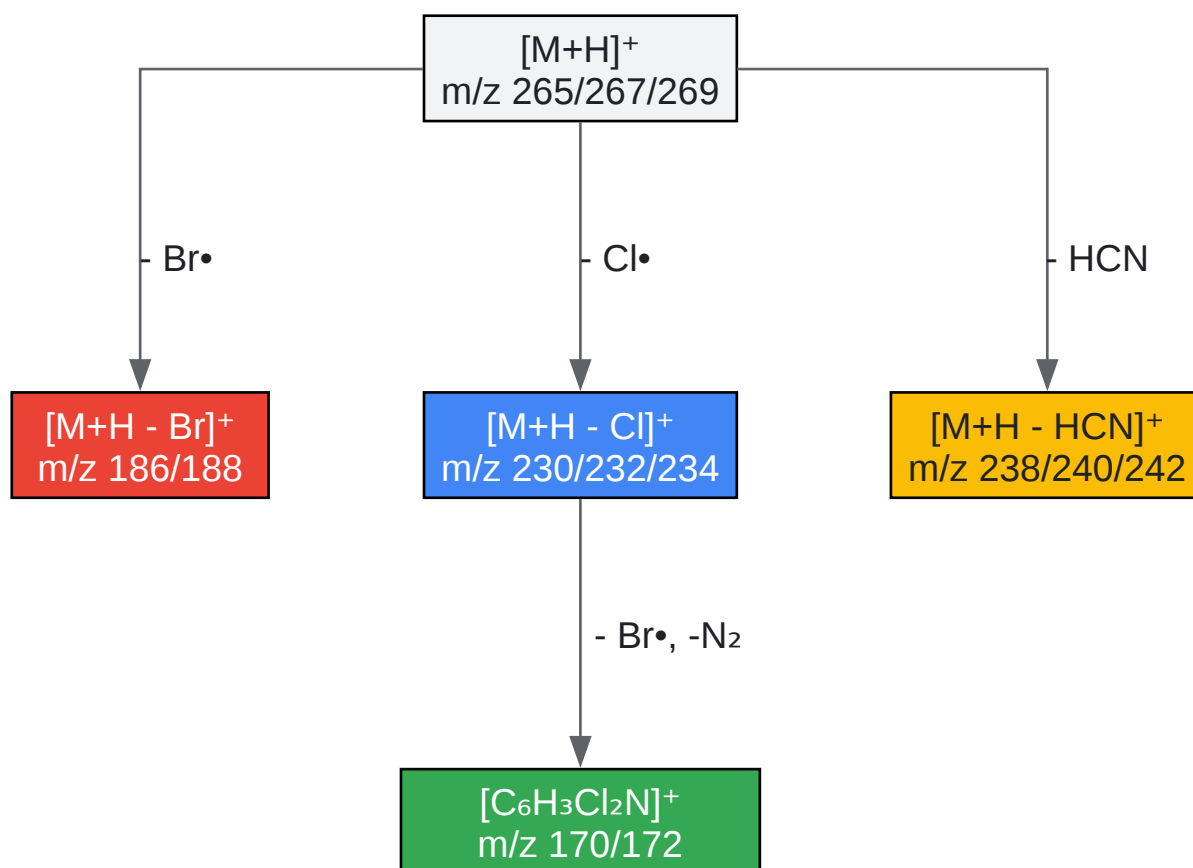 [M+H]⁺
m/z 265/267/269
- Br•
- Cl•
- HCN
[M+H - Br]⁺
m/z 186/188
[M+H - Cl]⁺
m/z 230/232/234
[M+H - HCN]⁺
m/z 238/240/242
- Br•, -N₂
[C₆H₃Cl₂N]⁺
m/z 170/172